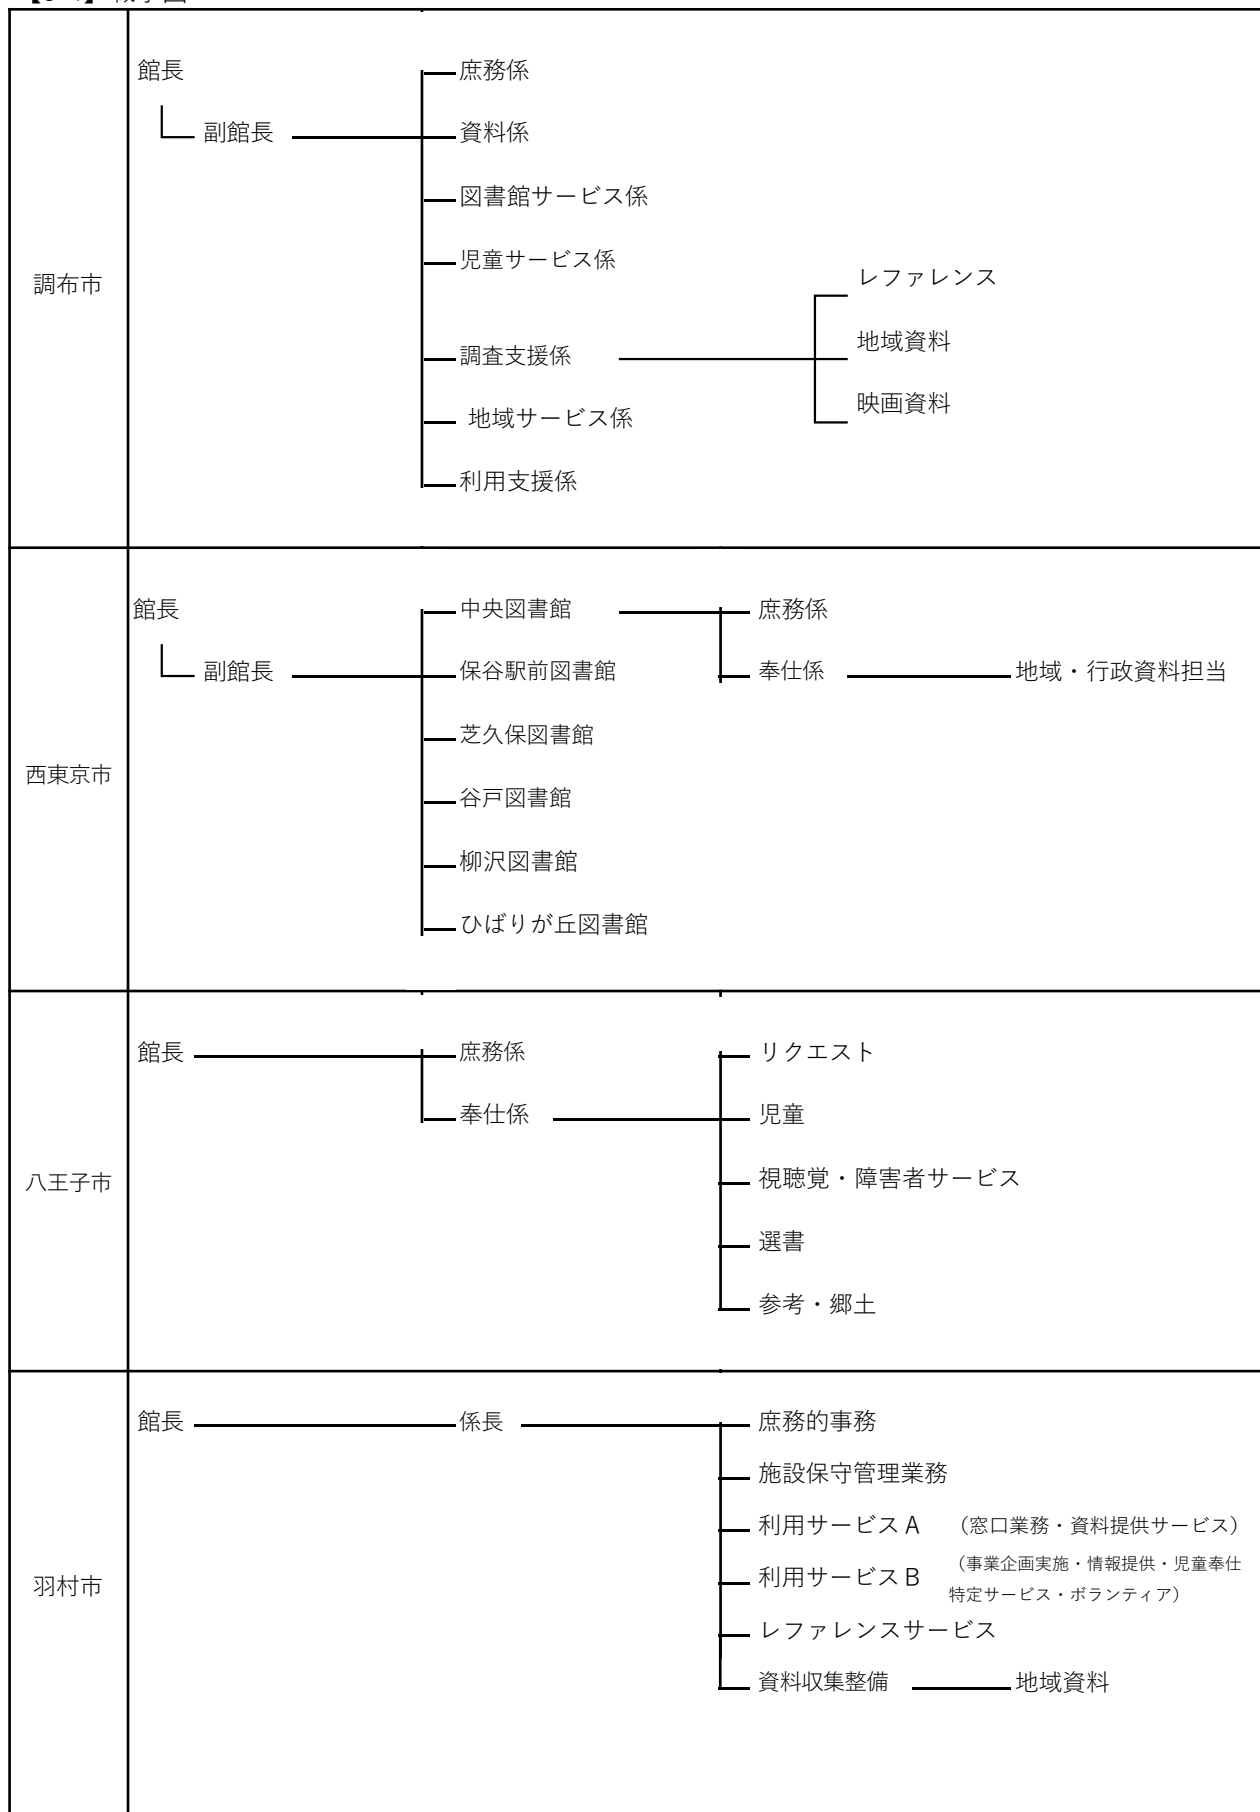 調布市
館長
副館長
庶務係
資料係
図書館サービス係
児童サービス係
調査支援係
レファレンス
地域資料
映画資料
地域サービス係
利用支援係
西東京市
館長
副館長
中央図書館
庶務係
奉仕係
地域・行政資料担当
保谷駅前図書館
芝久保図書館
谷戸図書館
柳沢図書館
ひばりが丘図書館
八王子市
館長
庶務係
奉仕係
リクエスト
児童
視聴覚・障害者サービス
選書
参考・郷土
羽村市
館長
係長
庶務的事務
施設保守管理業務
利用サービスA （窓口業務・資料提供サービス）
利用サービスB （事業企画実施・情報提供・児童奉仕
特定サービス・ボランティア）
レファレンスサービス
資料収集整備
地域資料